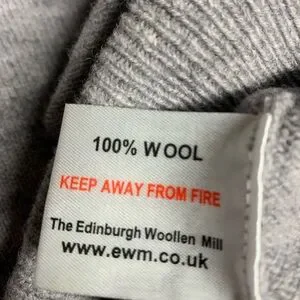 100% WOOL
KEEP AWAY FROM FIRE
The Edinburgh Woollen Mill
www.ewm.co.uk